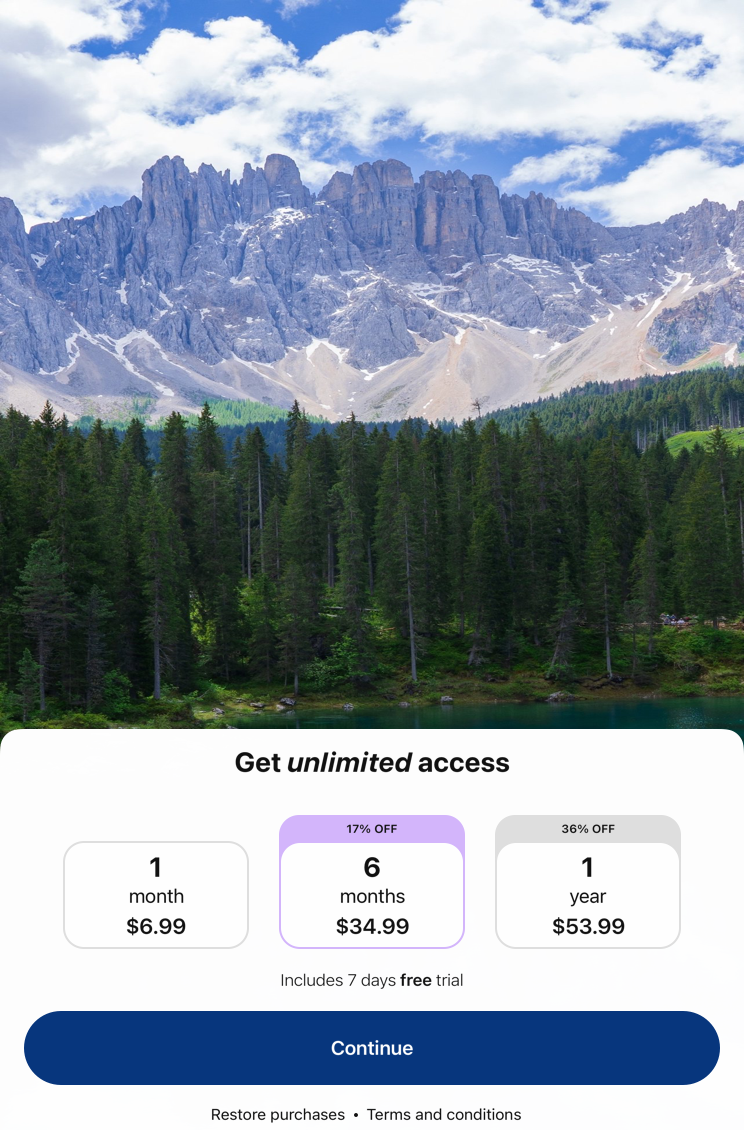 Get unlimited access
17% OFF
36% OFF
1
month
$6.99
6
months
$34.99
1
year
$53.99
Includes 7 days free trial
Continue
Restore purchases • Terms and conditions